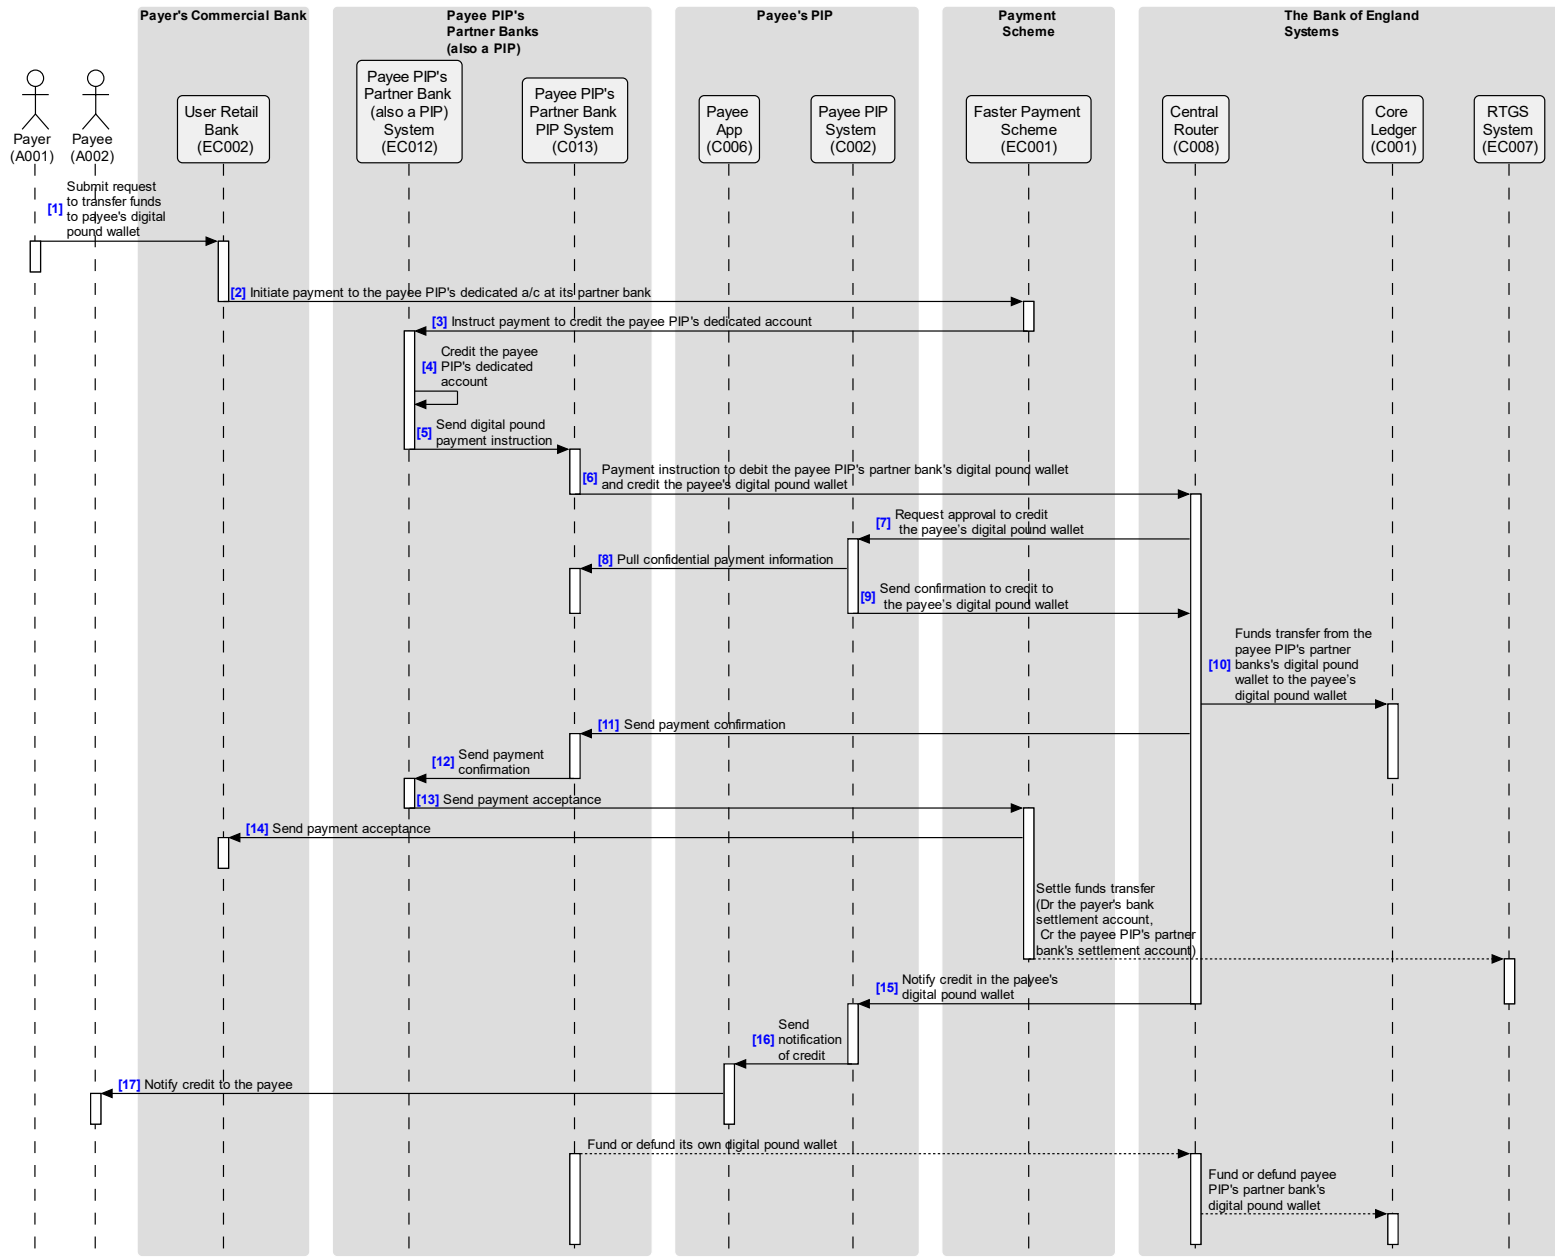 Payer's Commercial Bank
Payee PIP's
Partner Banks
(also a PIP)
Payee's PIP
Payment
Scheme
The Bank of England
Systems
Payer
(A001)
Payee
(A002)
User Retail
Bank
(EC002)
Payee PIP's
Partner Bank
(also a PIP)
System
(EC012)
Payee PIP's
Partner Bank
PIP System
(C013)
Payee
App
(C006)
Payee PIP
System
(C002)
Faster Payment
Scheme
(EC001)
Central
Router
(C008)
Core
Ledger
(C001)
RTGS
System
(EC007)
[1] Submit request
to transfer funds
to payee's digital
pound wallet
[2] Initiate payment to the payee PIP's dedicated a/c at its partner bank
[3] Instruct payment to credit the payee PIP's dedicated account
[4] Credit the payee
PIP's dedicated
account
[5] Send digital pound
payment instruction
[6] Payment instruction to debit the payee PIP's partner bank's digital pound wallet
and credit the payee's digital pound wallet
[7] Request approval to credit
the payee's digital pound wallet
[8] Pull confidential payment information
[9] Send confirmation to credit to
the payee's digital pound wallet
[10] Funds transfer from the
payee PIP's partner
banks's digital pound
wallet to the payee's
digital pound wallet
[11] Send payment confirmation
[12] Send payment
confirmation
[13] Send payment acceptance
[14] Send payment acceptance
Settle funds transfer
(Dr the payer's bank
settlement account,
Cr the payee PIP's partner
bank's settlement account)
[15] Notify credit in the payee's
digital pound wallet
[16] Send
notification
of credit
[17] Notify credit to the payee
Fund or defund its own digital pound wallet
Fund or defund payee
PIP's partner bank's
digital pound wallet